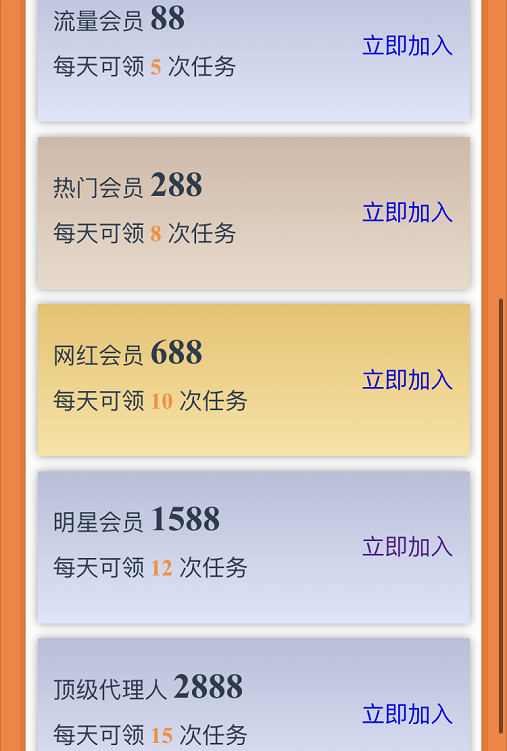 流量会员 88
立即加入
每天可领 5 次任务
热门会员 288
立即加入
每天可领 8 次任务
网红会员 688
立即加入
每天可领 10 次任务
明星会员 1588
立即加入
每天可领 12 次任务
顶级代理人 2888
立即加入
每天可领 15 次任务